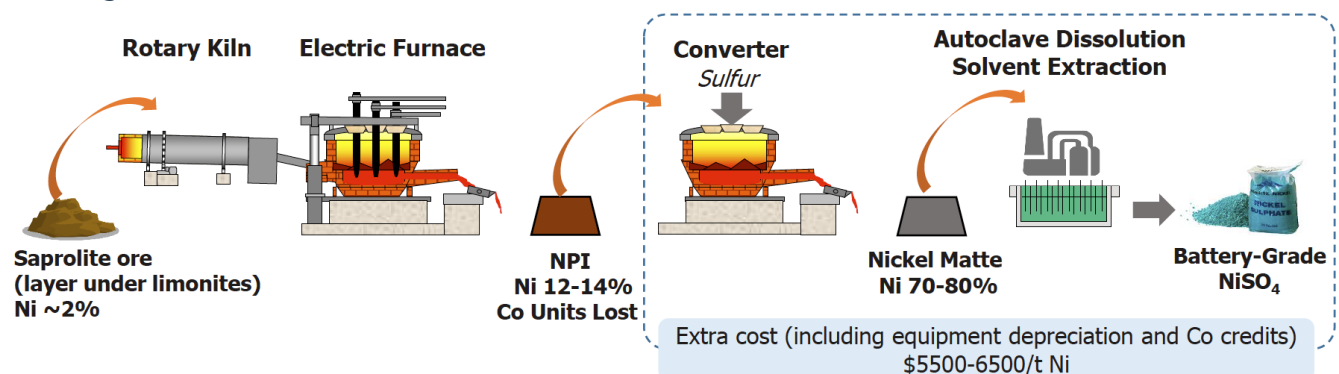 Rotary Kiln
Electric Furnace
Converter
Sulfur
Autoclave Dissolution
Solvent Extraction
Saprolite ore
(layer under limonites)
Ni ~2%
NPI
Ni 12-14%
Co Units Lost
Nickel Matte
Ni 70-80%
NICKEL
SULPHATE
Battery-Grade
NiSO₄
Extra cost (including equipment depreciation and Co credits)
$5500-6500/t Ni